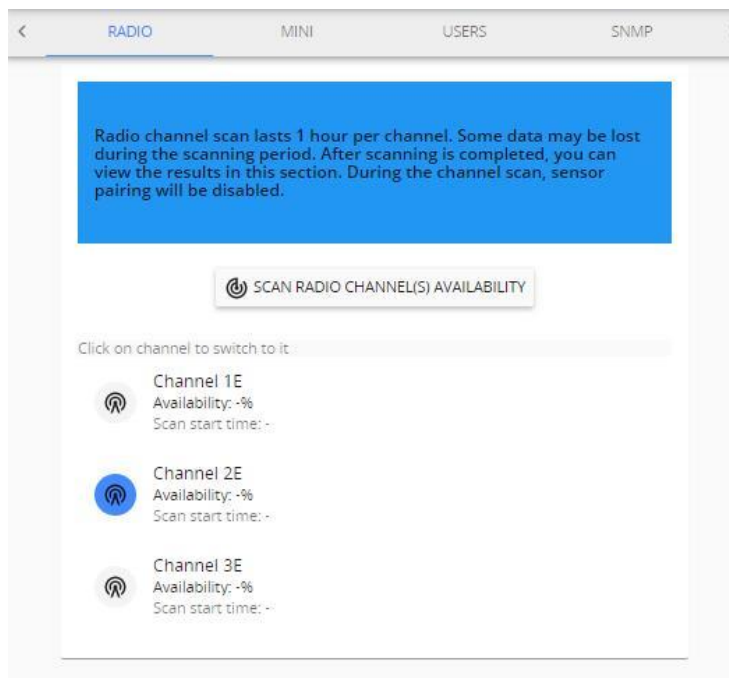 RADIO MINI USERS SNMP
Radio channel scan lasts 1 hour per channel. Some data may be lost
during the scanning period. After scanning is completed, you can
view the results in this section. During the channel scan, sensor
pairing will be disabled.
SCAN RADIO CHANNEL(S) AVAILABILITY
Click on channel to switch to it
Channel 1E
Availability: -%
Scan start time: -
Channel 2E
Availability: -%
Scan start time: -
Channel 3E
Availability: -%
Scan start time: -